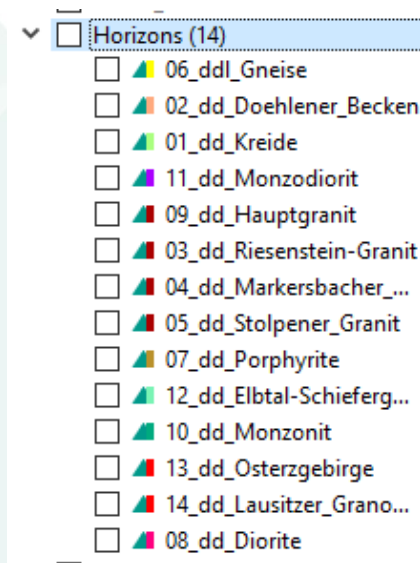 Horizons (14)
06_ddl_Gneise
02_dd_Doehlener_Becken
01_dd_Kreide
11_dd_Monzodiorit
09_dd_Hauptgranit
03_dd_Riesenstein-Granit
04_dd_Markersbacher_...
05_dd_Stolpener_Granit
07_dd_Porphyrite
12_dd_Elbtal-Schieferg...
10_dd_Monzonit
13_dd_Osterzgebirge
14_dd_Lausitzer_Grano...
08_dd_Diorite